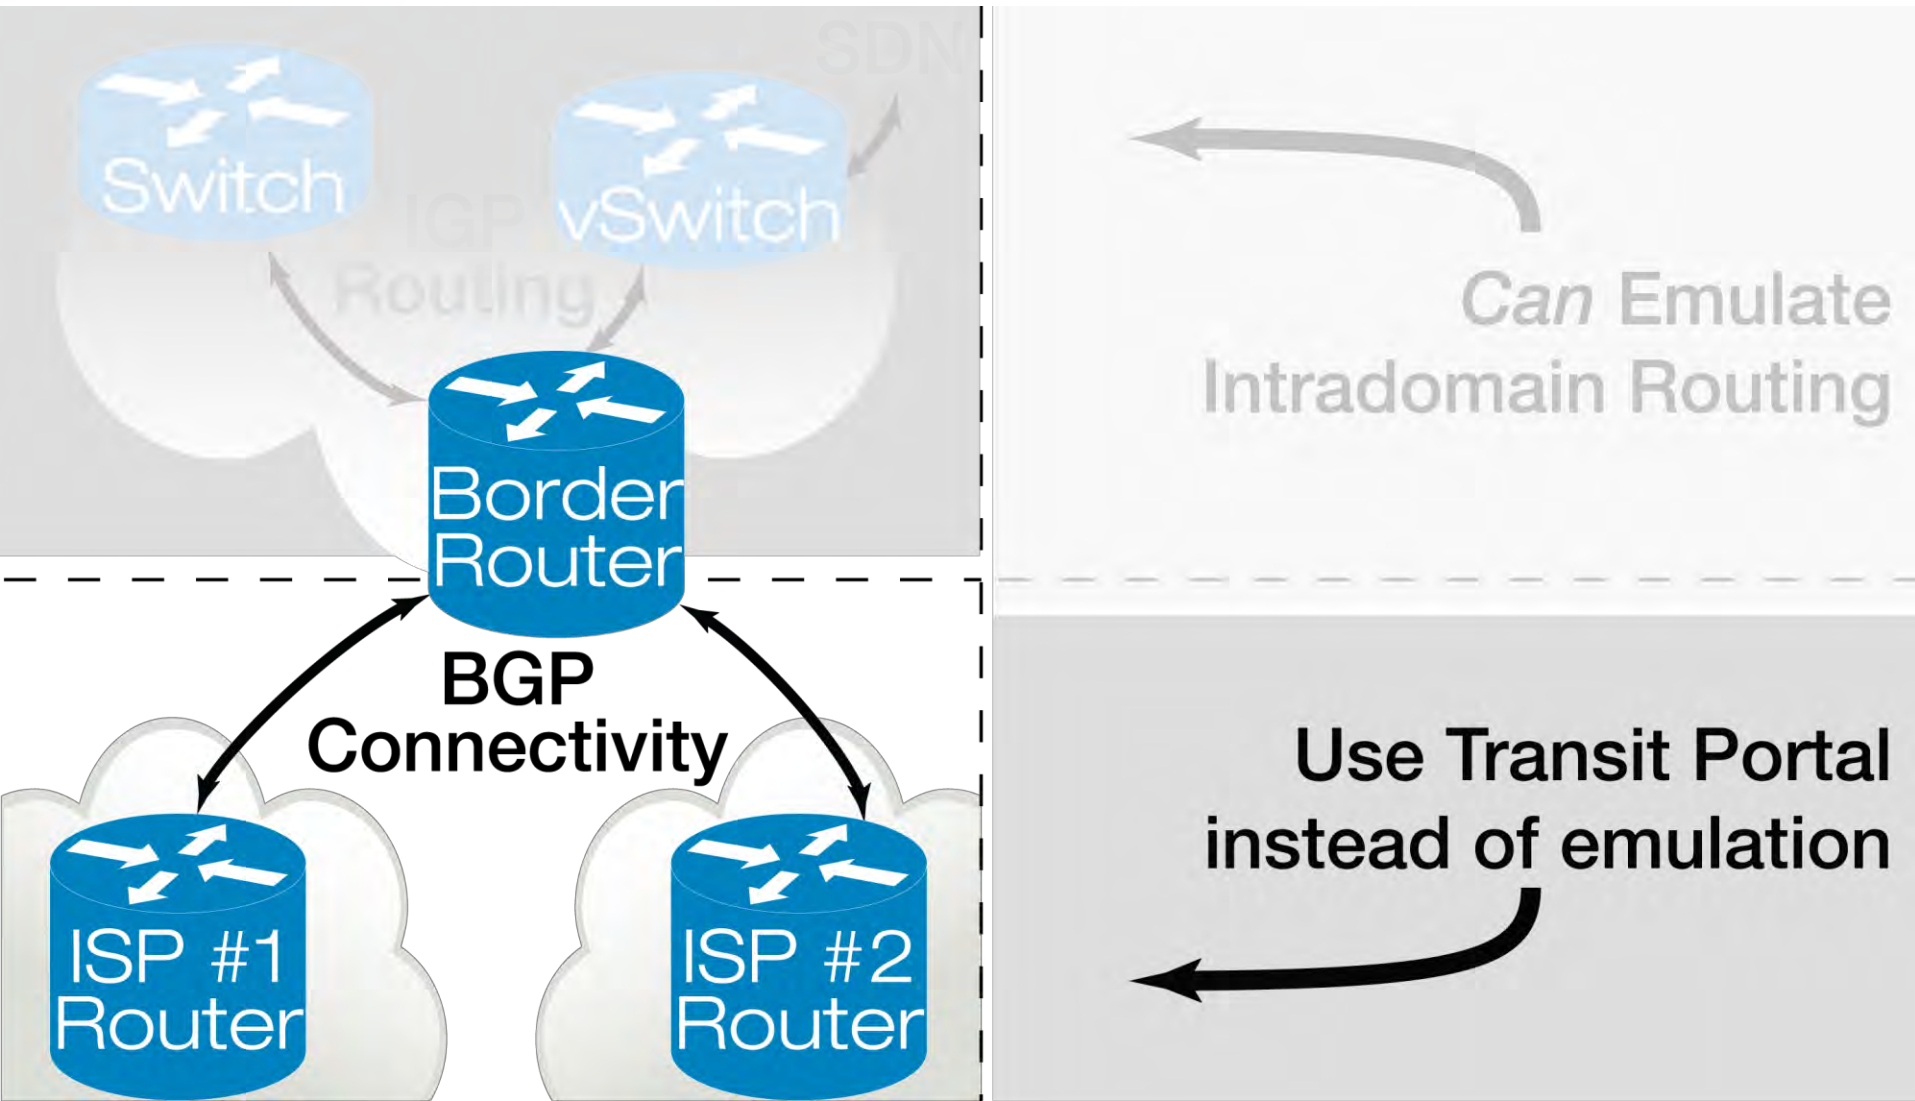 SDN
Switch
vSwitch
IGP
Routing
Can Emulate
Intradomain Routing
Border
Router
BGP
Connectivity
Use Transit Portal
instead of emulation
ISP #1
Router
ISP #2
Router